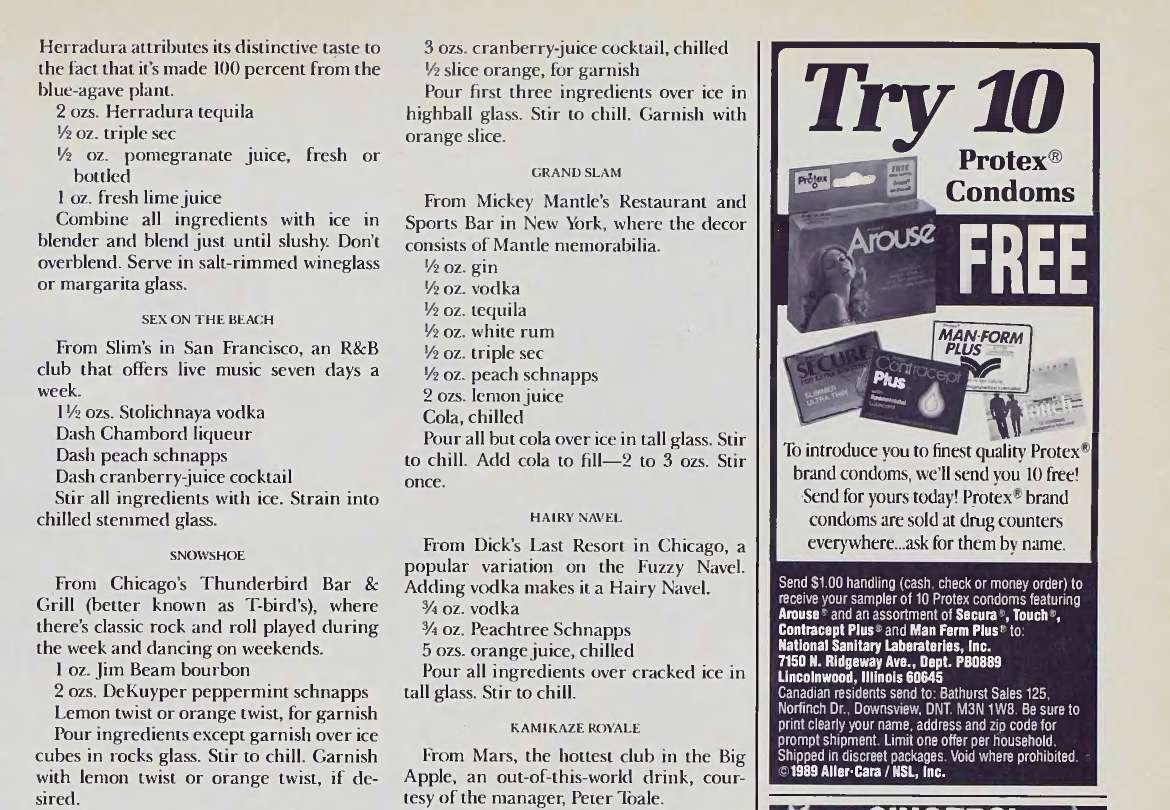 Herradura attributes its distinctive taste to
the fact that it's made 100 percent from the
blue-agave plant.
2 ozs. Herradura tequila
½ oz. triple sec
½ oz. pomegranate juice, fresh or
bottled
1 oz. fresh lime juice
Combine all ingredients with ice in
blender and blend just until slushy. Don't
overblend. Serve in salt-rimmed wineglass
or margarita glass.
SEX ON THE BEACH
From Slim's in San Francisco, an R&B
club that offers live music seven days a
week.
1½ ozs. Stolichnaya vodka
Dash Chambord liqueur
Dash peach schnapps
Dash cranberry-juice cocktail
Stir all ingredients with ice. Strain into
chilled stemmed glass.
SNOWSHOE
From Chicago's Thunderbird Bar &
Grill (better known as T-bird's), where
there's classic rock and roll played during
the week and dancing on weekends.
1 oz. Jim Beam bourbon
2 ozs. DeKuyper peppermint schnapps
Lemon twist or orange twist, for garnish
Pour ingredients except garnish over ice
cubes in rocks glass. Stir to chill. Garnish
with lemon twist or orange twist, if de-
sired.
3 ozs. cranberry-juice cocktail, chilled
½ slice orange, for garnish
Pour first three ingredients over ice in
highball glass. Stir to chill. Garnish with
orange slice.
GRAND SLAM
From Mickey Mantle's Restaurant and
Sports Bar in New York, where the decor
consists of Mantle memorabilia.
½ oz. gin
½ oz. vodka
½ oz. tequila
½ oz. white rum
½ oz. triple sec
½ oz. peach schnapps
2 oz. lemon juice
Cola, chilled
Pour all but cola over ice in tall glass. Stir
to chill. Add cola to fill—2 to 3 ozs. Stir
once.
HAIRY NAVEL
From Dick's Last Resort in Chicago, a
popular variation on the Fuzzy Navel.
Adding vodka makes it a Hairy Navel.
¾ oz. vodka
¾ oz. Peachtree Schnapps
5 ozs. orange juice, chilled
Pour all ingredients over cracked ice in
tall glass. Stir to chill.
KAMIKAZE ROYALE
From Mars, the hottest club in the Big
Apple, an out-of-this-world drink, cour-
tesy of the manager, Peter Toale.
Try 10
Protex®
Condoms
FREE
Protex
FREE
Arouse
MAN-FORM
PLUS
SECURE
SLIMMER
ULTRA THIN
Contracept
Plus
with
Spermicidal
Lubricant
Touch
To introduce you to finest quality Protex®
brand condoms, we'll send you 10 free!
Send for yours today! Protex® brand
condoms are sold at drug counters
everywhere...ask for them by name.
Send $1.00 handling (cash, check or money order) to
receive your sampler of 10 Protex condoms featuring
Arouse® and an assortment of Secura®, Touch®,
Contracept Plus® and Man Ferm Plus® to:
National Sanitary Laberateries, Inc.
7150 N. Ridgeway Ave., Dept. PB0889
Lincolnwood, Illinois 60645
Canadian residents send to: Bathurst Sales 125,
Norfinch Dr., Downsview, ONT. M3N 1W8. Be sure to
print clearly your name, address and zip code for
prompt shipment. Limit one offer per household.
Shipped in discreet packages. Void where prohibited.
©1989 Aller-Cara / NSL, Inc.